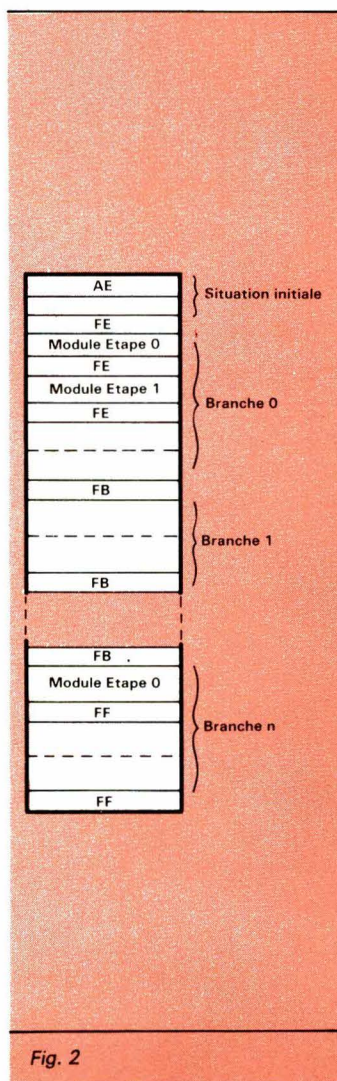 AE
Situation initiale
FE
Module Etape 0
FE
Module Etape 1
Branche 0
FE
FB
Branche 1
FB
FB
Module Etape 0
Branche n
FF
FF
Fig. 2